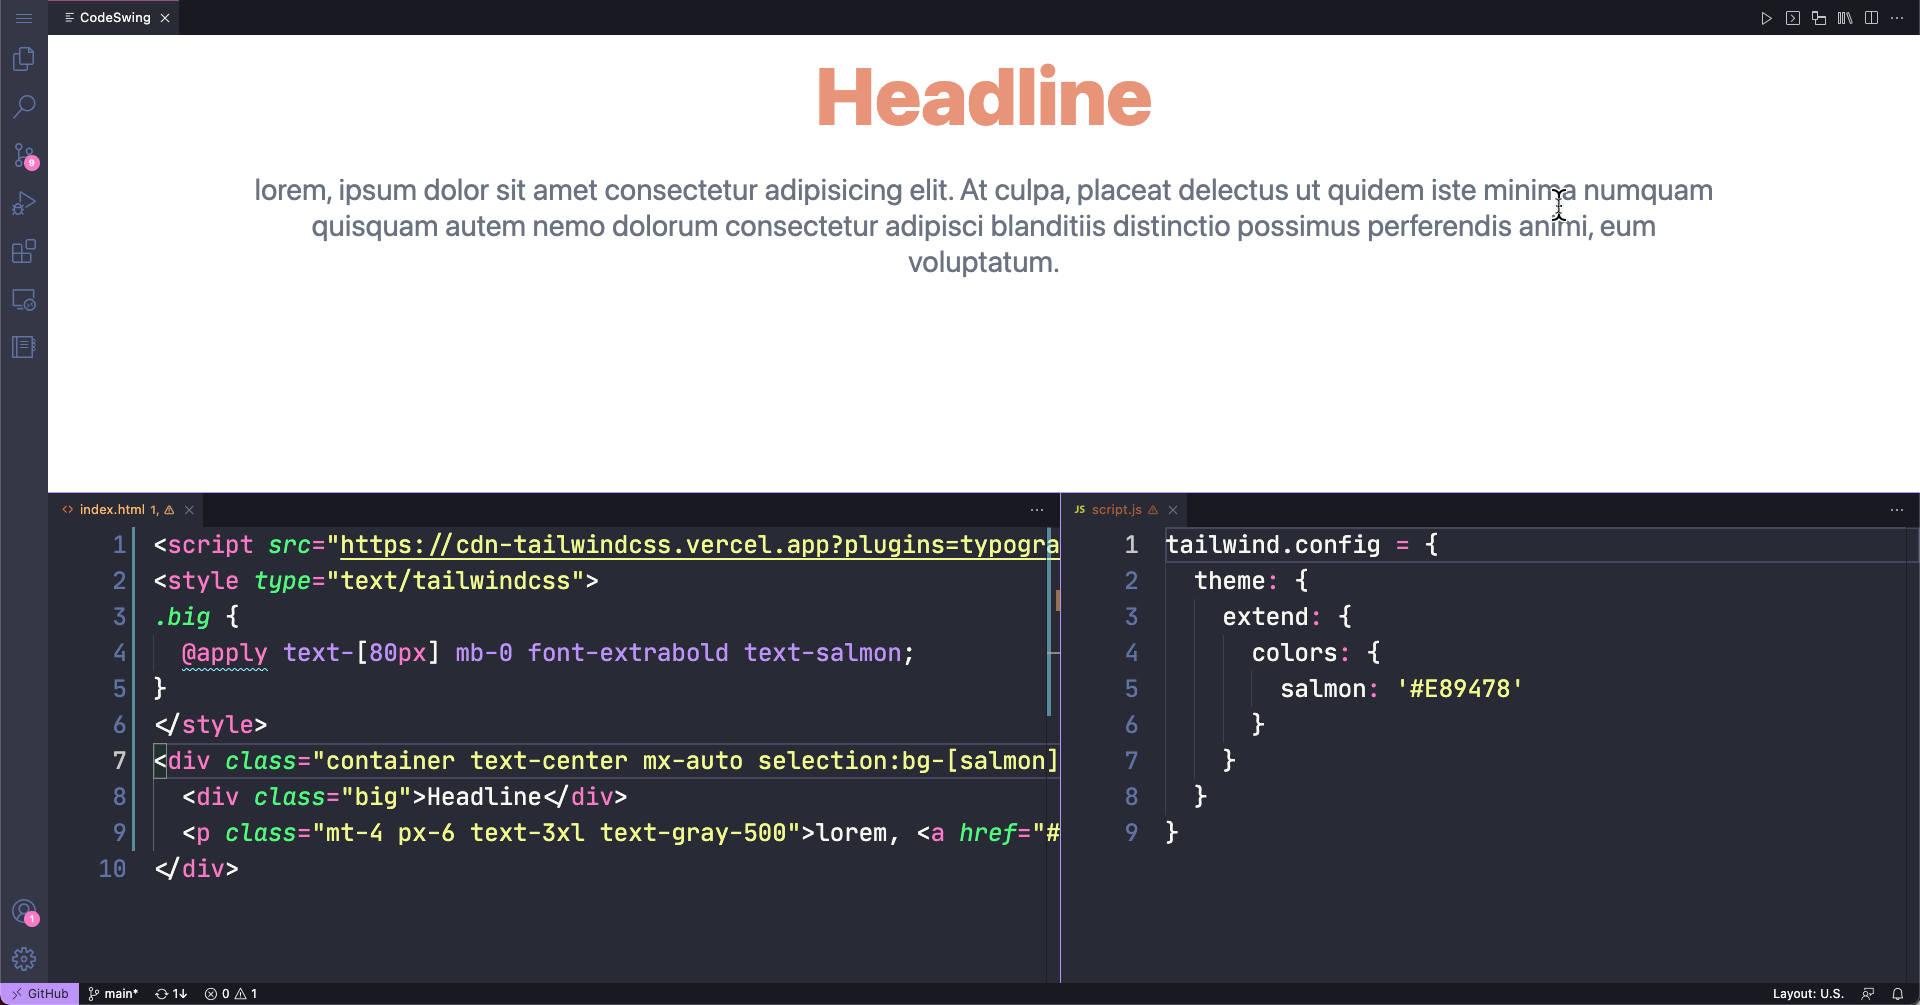 CodeSwing
Headline
lorem, ipsum dolor sit amet consectetur adipisicing elit. At culpa, placeat delectus ut quidem iste minima numquam
quisquam autem nemo dolorum consectetur adipisci blanditiis distinctio possimus perferendis animi, eum
voluptatum.
9
index.html 1,
1 <script src="https://cdn-tailwindcss.vercel.app?plugins=typogra
2 <style type="text/tailwindcss">
3 .big {
4 @apply text-[80px] mb-0 font-extrabold text-salmon;
5 }
6 </style>
7 <div class="container text-center mx-auto selection:bg-[salmon]
8 <div class="big">Headline</div>
9 <p class="mt-4 px-6 text-3xl text-gray-500">lorem, <a href="#
10 </div>
JS script.js
1 tailwind.config = {
2 theme: {
3 extend: {
4 colors: {
5 salmon: '#E89478'
6 }
7 }
8 }
9 }
1
GitHub main* 1↓ 0 1 Layout: U.S.